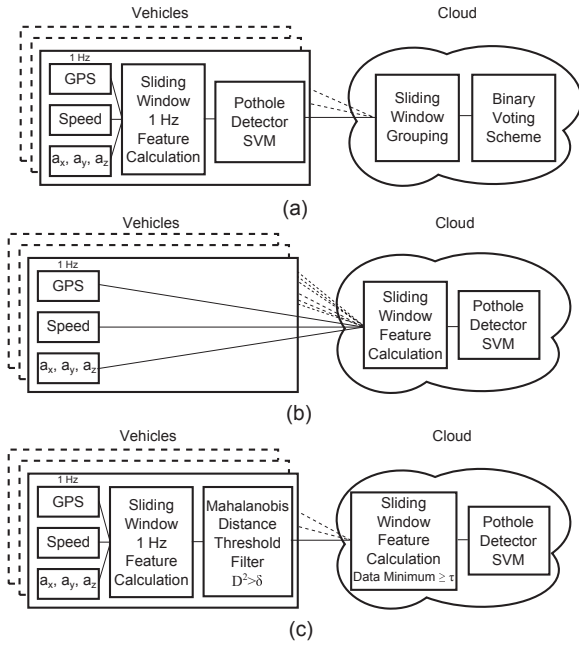 Vehicles
Cloud
1 Hz
GPS
Speed
a_x, a_y, a_z
Sliding
Window
1 Hz
Feature
Calculation
Pothole
Detector
SVM
Sliding
Window
Grouping
Binary
Voting
Scheme
(a)
Vehicles
Cloud
1 Hz
GPS
Speed
a_x, a_y, a_z
Sliding
Window
Feature
Calculation
Pothole
Detector
SVM
(b)
Vehicles
Cloud
1 Hz
GPS
Speed
a_x, a_y, a_z
Sliding
Window
1 Hz
Feature
Calculation
Mahalanobis
Distance
Threshold
Filter
D²>δ
Sliding
Window
Feature
Calculation
Data Minimum ≥ τ
Pothole
Detector
SVM
(c)